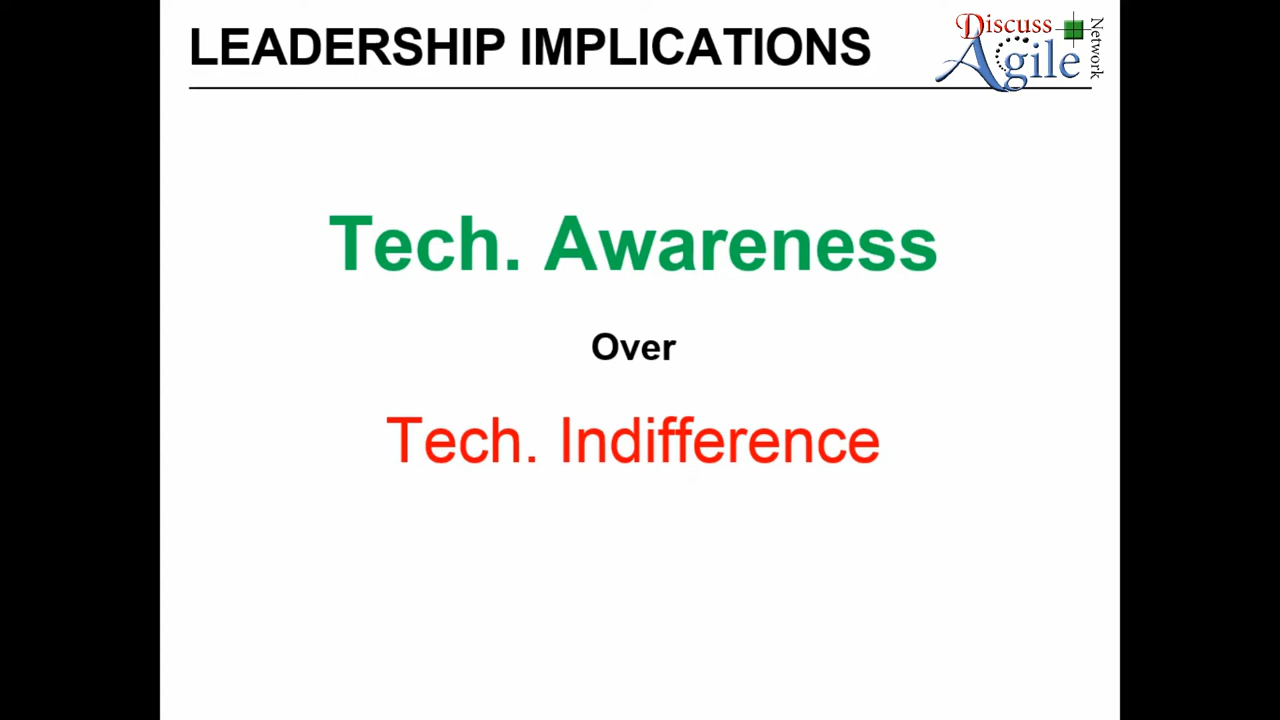 LEADERSHIP IMPLICATIONS
Discuss
Agile
Network
Tech. Awareness
Over
Tech. Indifference